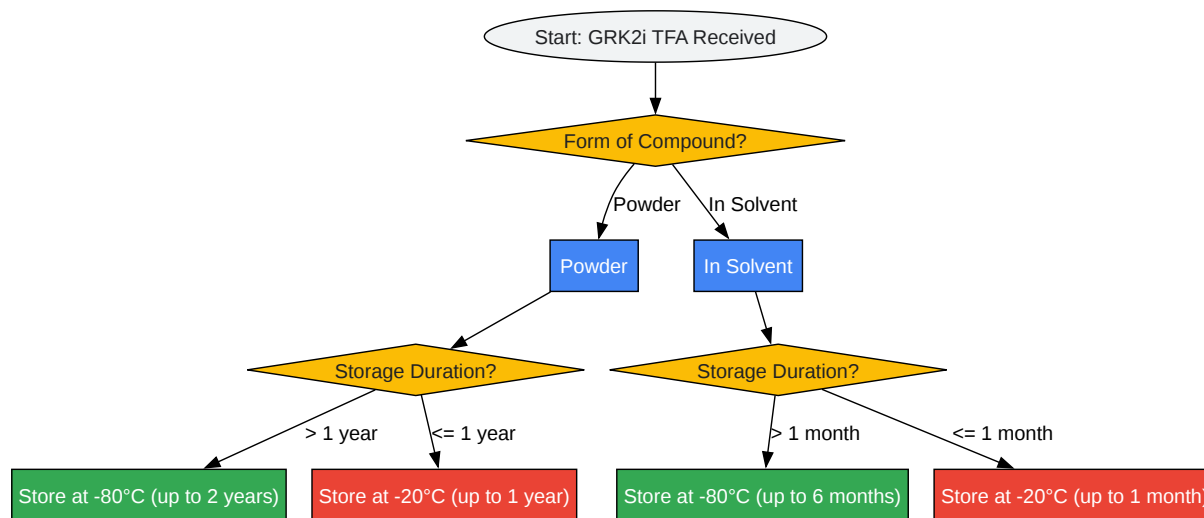 Start: GRK2i TFA Received
Form of Compound?
Powder
In Solvent
Powder
In Solvent
Storage Duration?
Storage Duration?
> 1 year
<= 1 year
> 1 month
<= 1 month
Store at -80°C (up to 2 years)
Store at -20°C (up to 1 year)
Store at -80°C (up to 6 months)
Store at -20°C (up to 1 month)